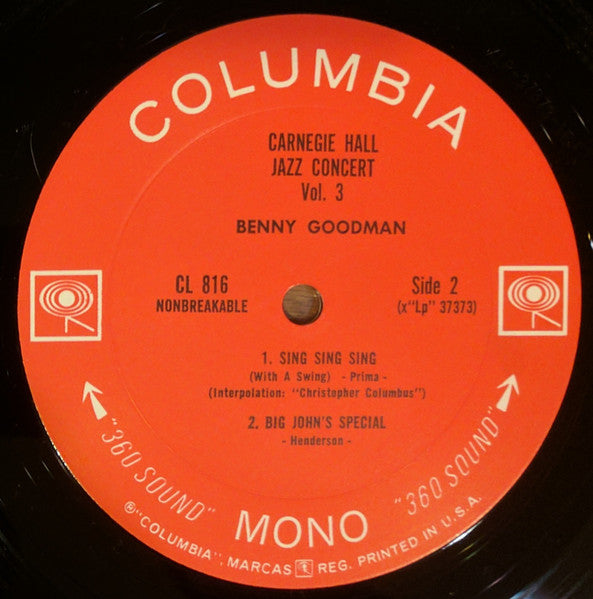 COLUMBIA
CARNEGIE HALL
JAZZ CONCERT
Vol. 3
BENNY GOODMAN
CL 816
NONBREAKABLE
Side 2
(x"Lp" 37373)
1. SING SING SING
(With A Swing) - Prima -
(Interpolation: "Christopher Columbus")
2. BIG JOHN'S SPECIAL
- Henderson -
"360 SOUND"
MONO
"360 SOUND"
®"COLUMBIA", MARCAS REG. PRINTED IN U.S.A.